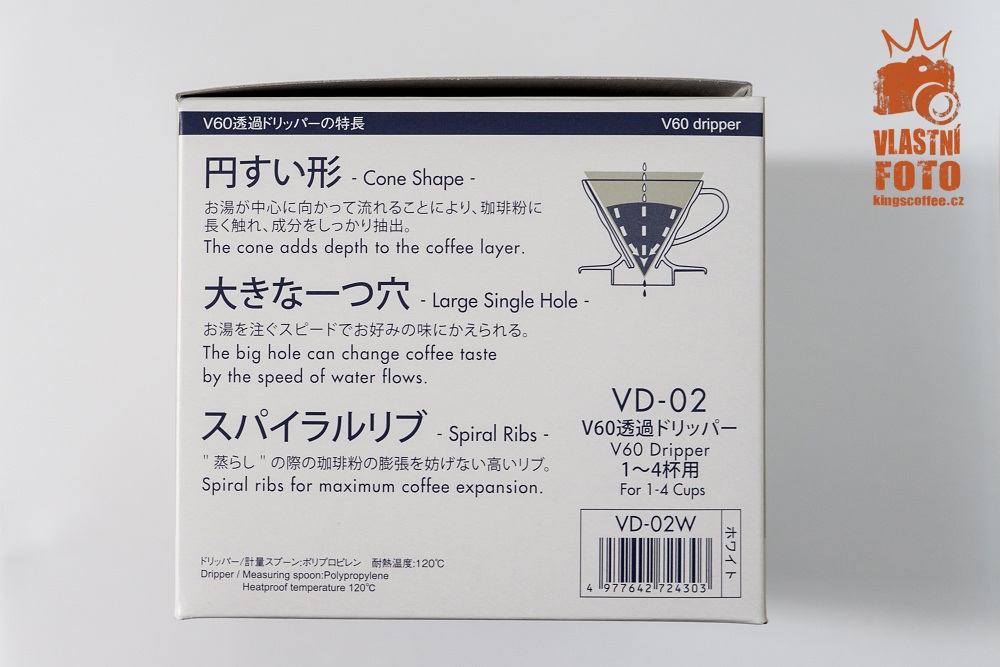 V60透過ドリッパーの特長
V60 dripper
円すい形 - Cone Shape -
お湯が中心に向かって流れることにより、珈琲粉に
長く触れ、成分をしっかり抽出。
The cone adds depth to the coffee layer.
大きな一つ穴 - Large Single Hole -
お湯を注ぐスピードでお好みの味にかえられる。
The big hole can change coffee taste
by the speed of water flows.
スパイラルリブ - Spiral Ribs -
"蒸らし"の際の珈琲粉の膨張を妨げない高いリブ。
Spiral ribs for maximum coffee expansion.
ドリッパー/計量スプーン:ポリプロピレン 耐熱温度:120℃
Dripper / Measuring spoon:Polypropylene
Heatproof temperature 120℃
VD-02
V60透過ドリッパー
V60 Dripper
1〜4杯用
For 1-4 Cups
VD-02W
ホワイト
4 977642 724303
VLASTNÍ
FOTO
kingscoffee.cz